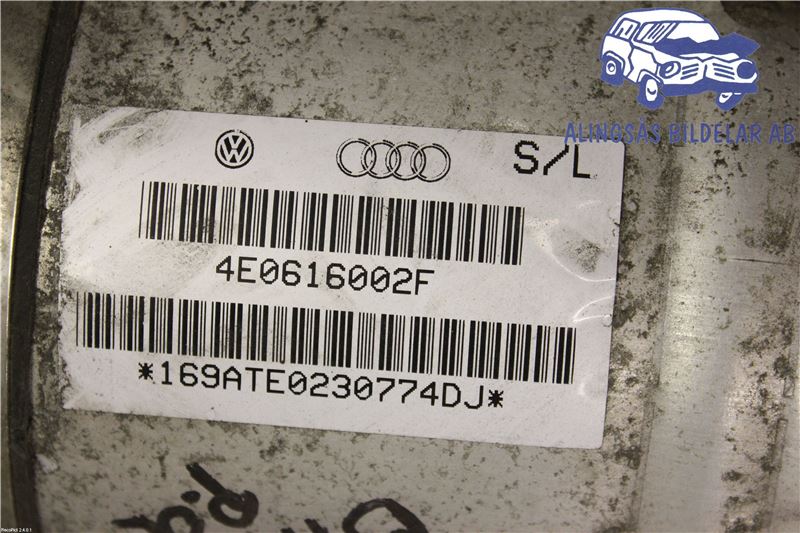 ALINGSÅS BILDELAR AB
S/L
4E0616002F
*169ATE0230774DJ*